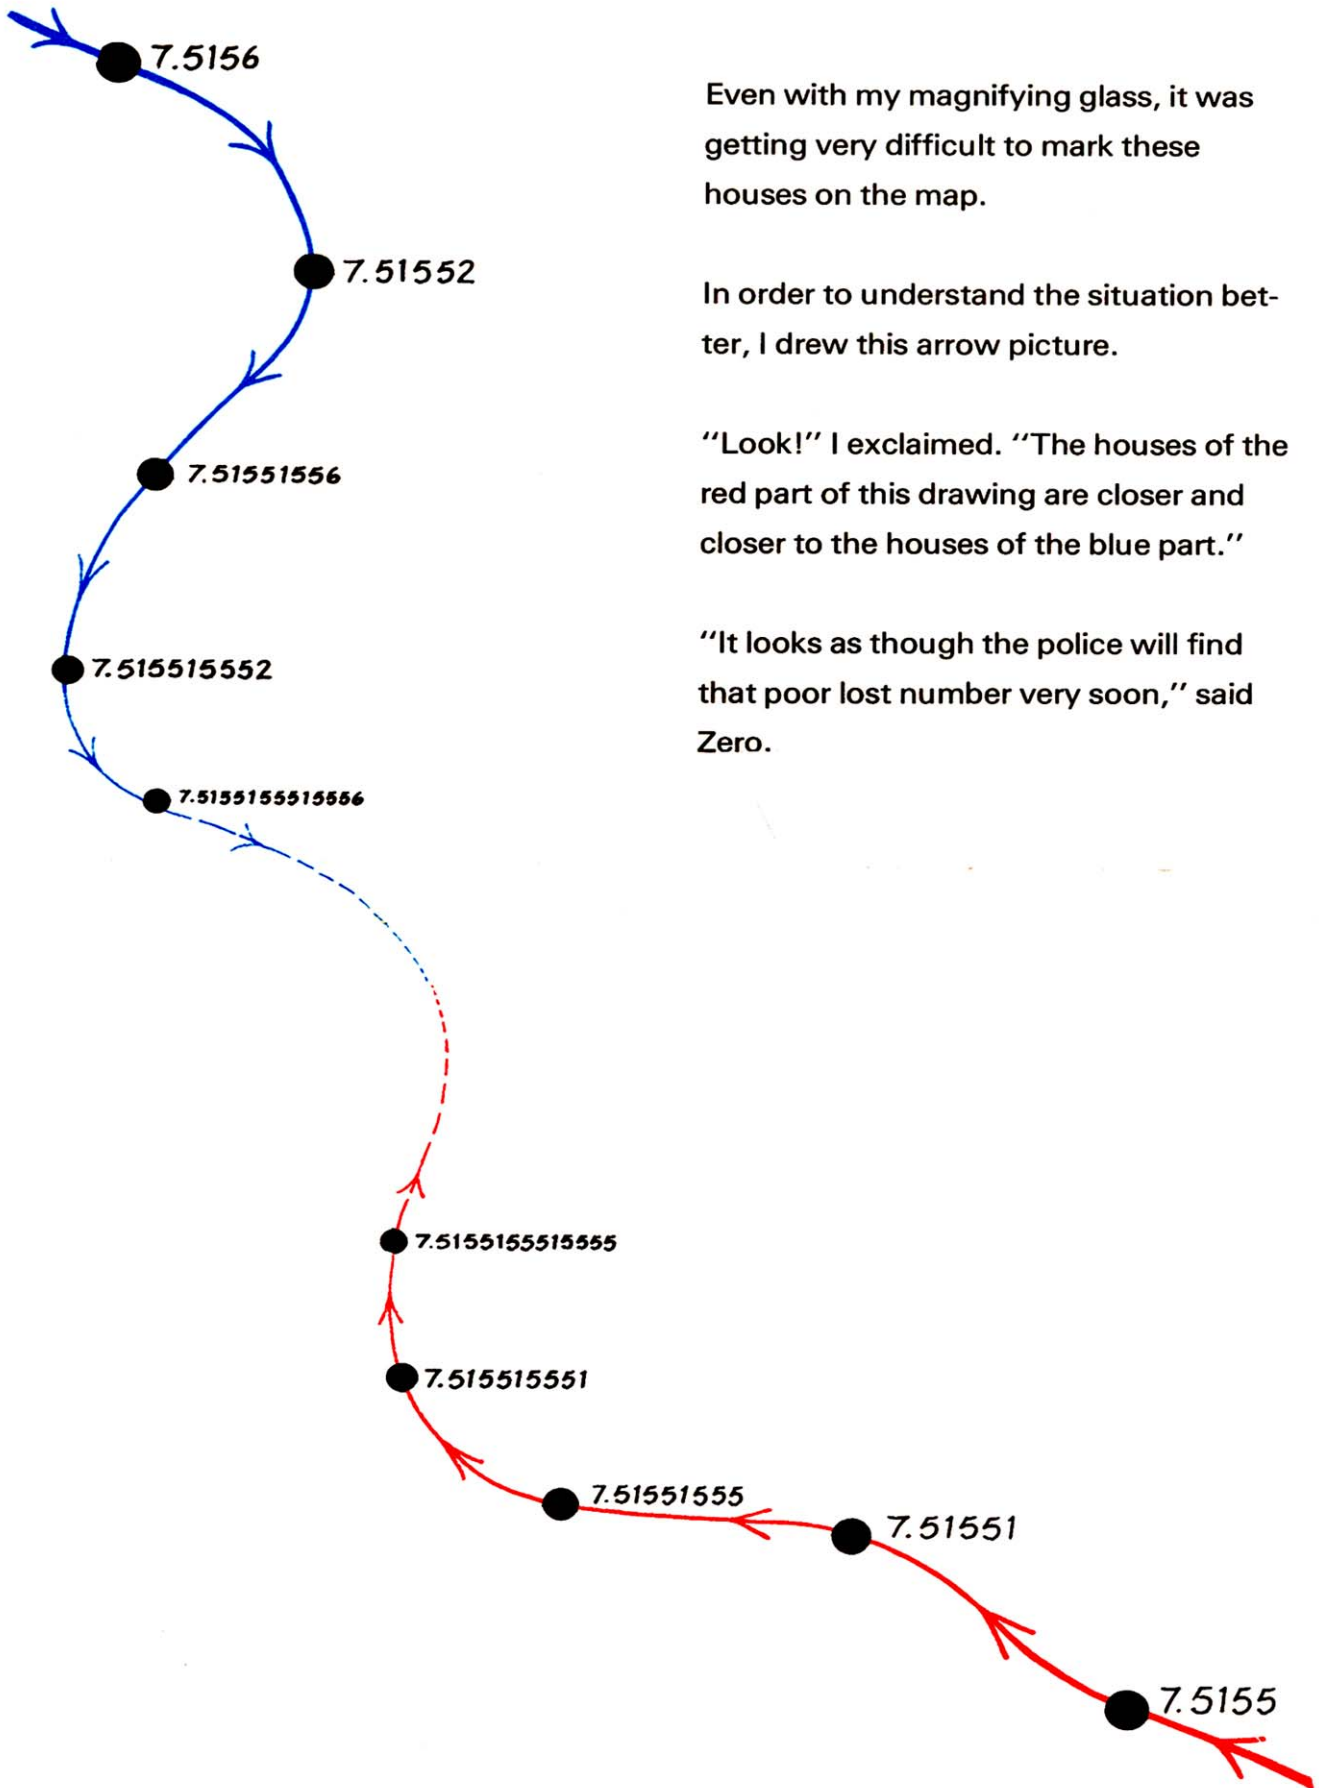 7.5156
Even with my magnifying glass, it was
getting very difficult to mark these
houses on the map.
7.51552
In order to understand the situation bet-
ter, I drew this arrow picture.
“Look!” I exclaimed. “The houses of the
red part of this drawing are closer and
closer to the houses of the blue part.”
7.51551556
“It looks as though the police will find
that poor lost number very soon,” said
Zero.
7.515515552
7.5155155515556
7.5155155515555
7.515515551
7.51551555
7.51551
7.5155